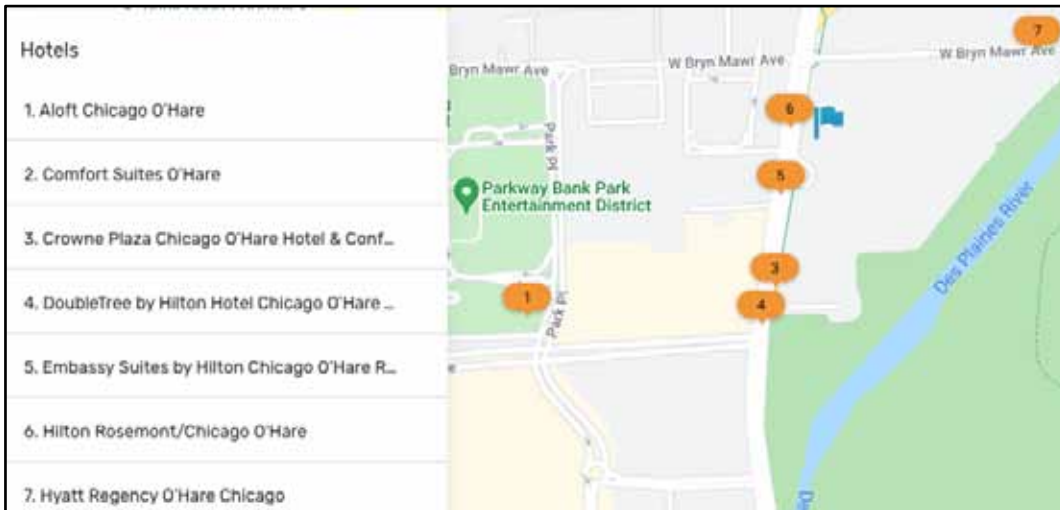 Hotels
1. Aloft Chicago O'Hare
2. Comfort Suites O'Hare
3. Crowne Plaza Chicago O'Hare Hotel & Conf...
4. DoubleTree by Hilton Hotel Chicago O'Hare ...
5. Embassy Suites by Hilton Chicago O'Hare R...
6. Hilton Rosemont/Chicago O'Hare
7. Hyatt Regency O'Hare Chicago
7
W Bryn Mawr Ave
W Bryn Mawr Ave
Bryn Mawr Ave
6
Park Pl
5
Parkway Bank Park
Entertainment District
Des Plaines River
3
1
4
Park Pl